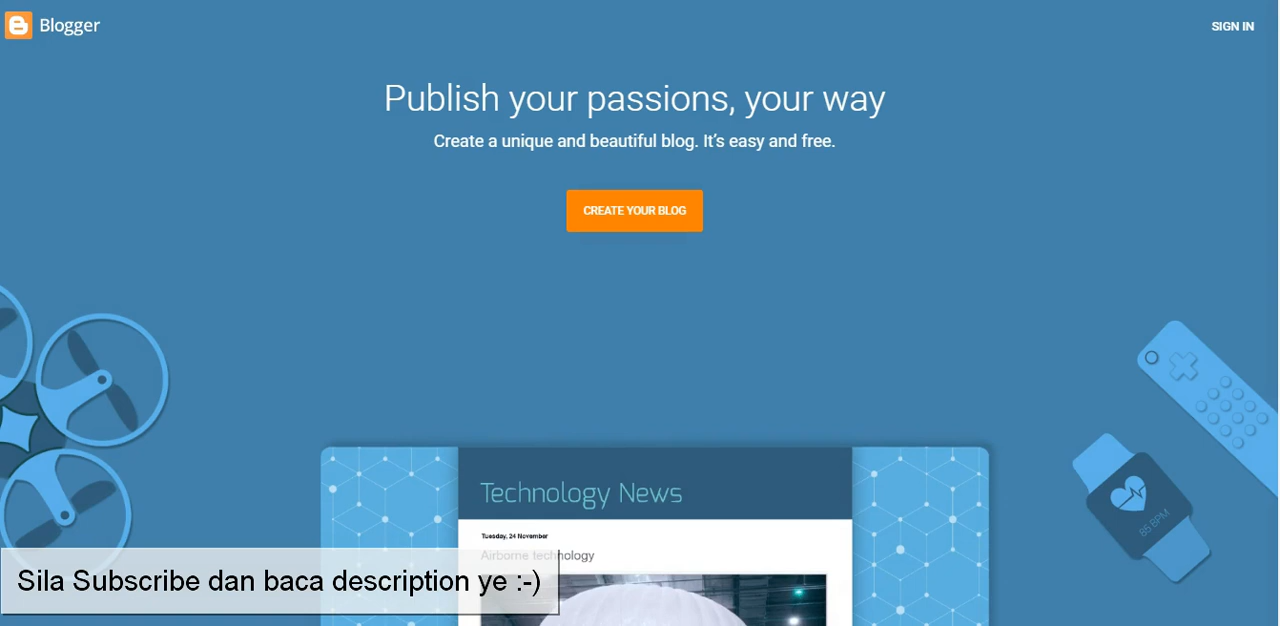 Blogger
SIGN IN
Publish your passions, your way
Create a unique and beautiful blog. It’s easy and free.
CREATE YOUR BLOG
Technology News
Tuesday, 24 November
Airborne technology
85 BPM
Sila Subscribe dan baca description ye :-)